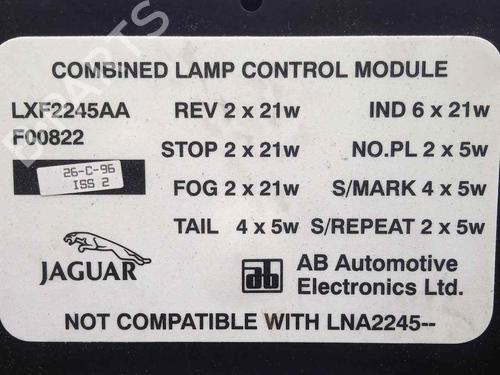 COMBINED LAMP CONTROL MODULE
LXF2245AA REV 2 x 21w IND 6 x 21w
F00822
STOP 2 x 21w NO.PL 2 x 5w
26-C-96
ISS 2
FOG 2 x 21w S/MARK 4 x 5w
TAIL 4 x 5w S/REPEAT 2 x 5w
JAGUAR
ab AB Automotive
Electronics Ltd.
NOT COMPATIBLE WITH LNA2245--
B PARTS